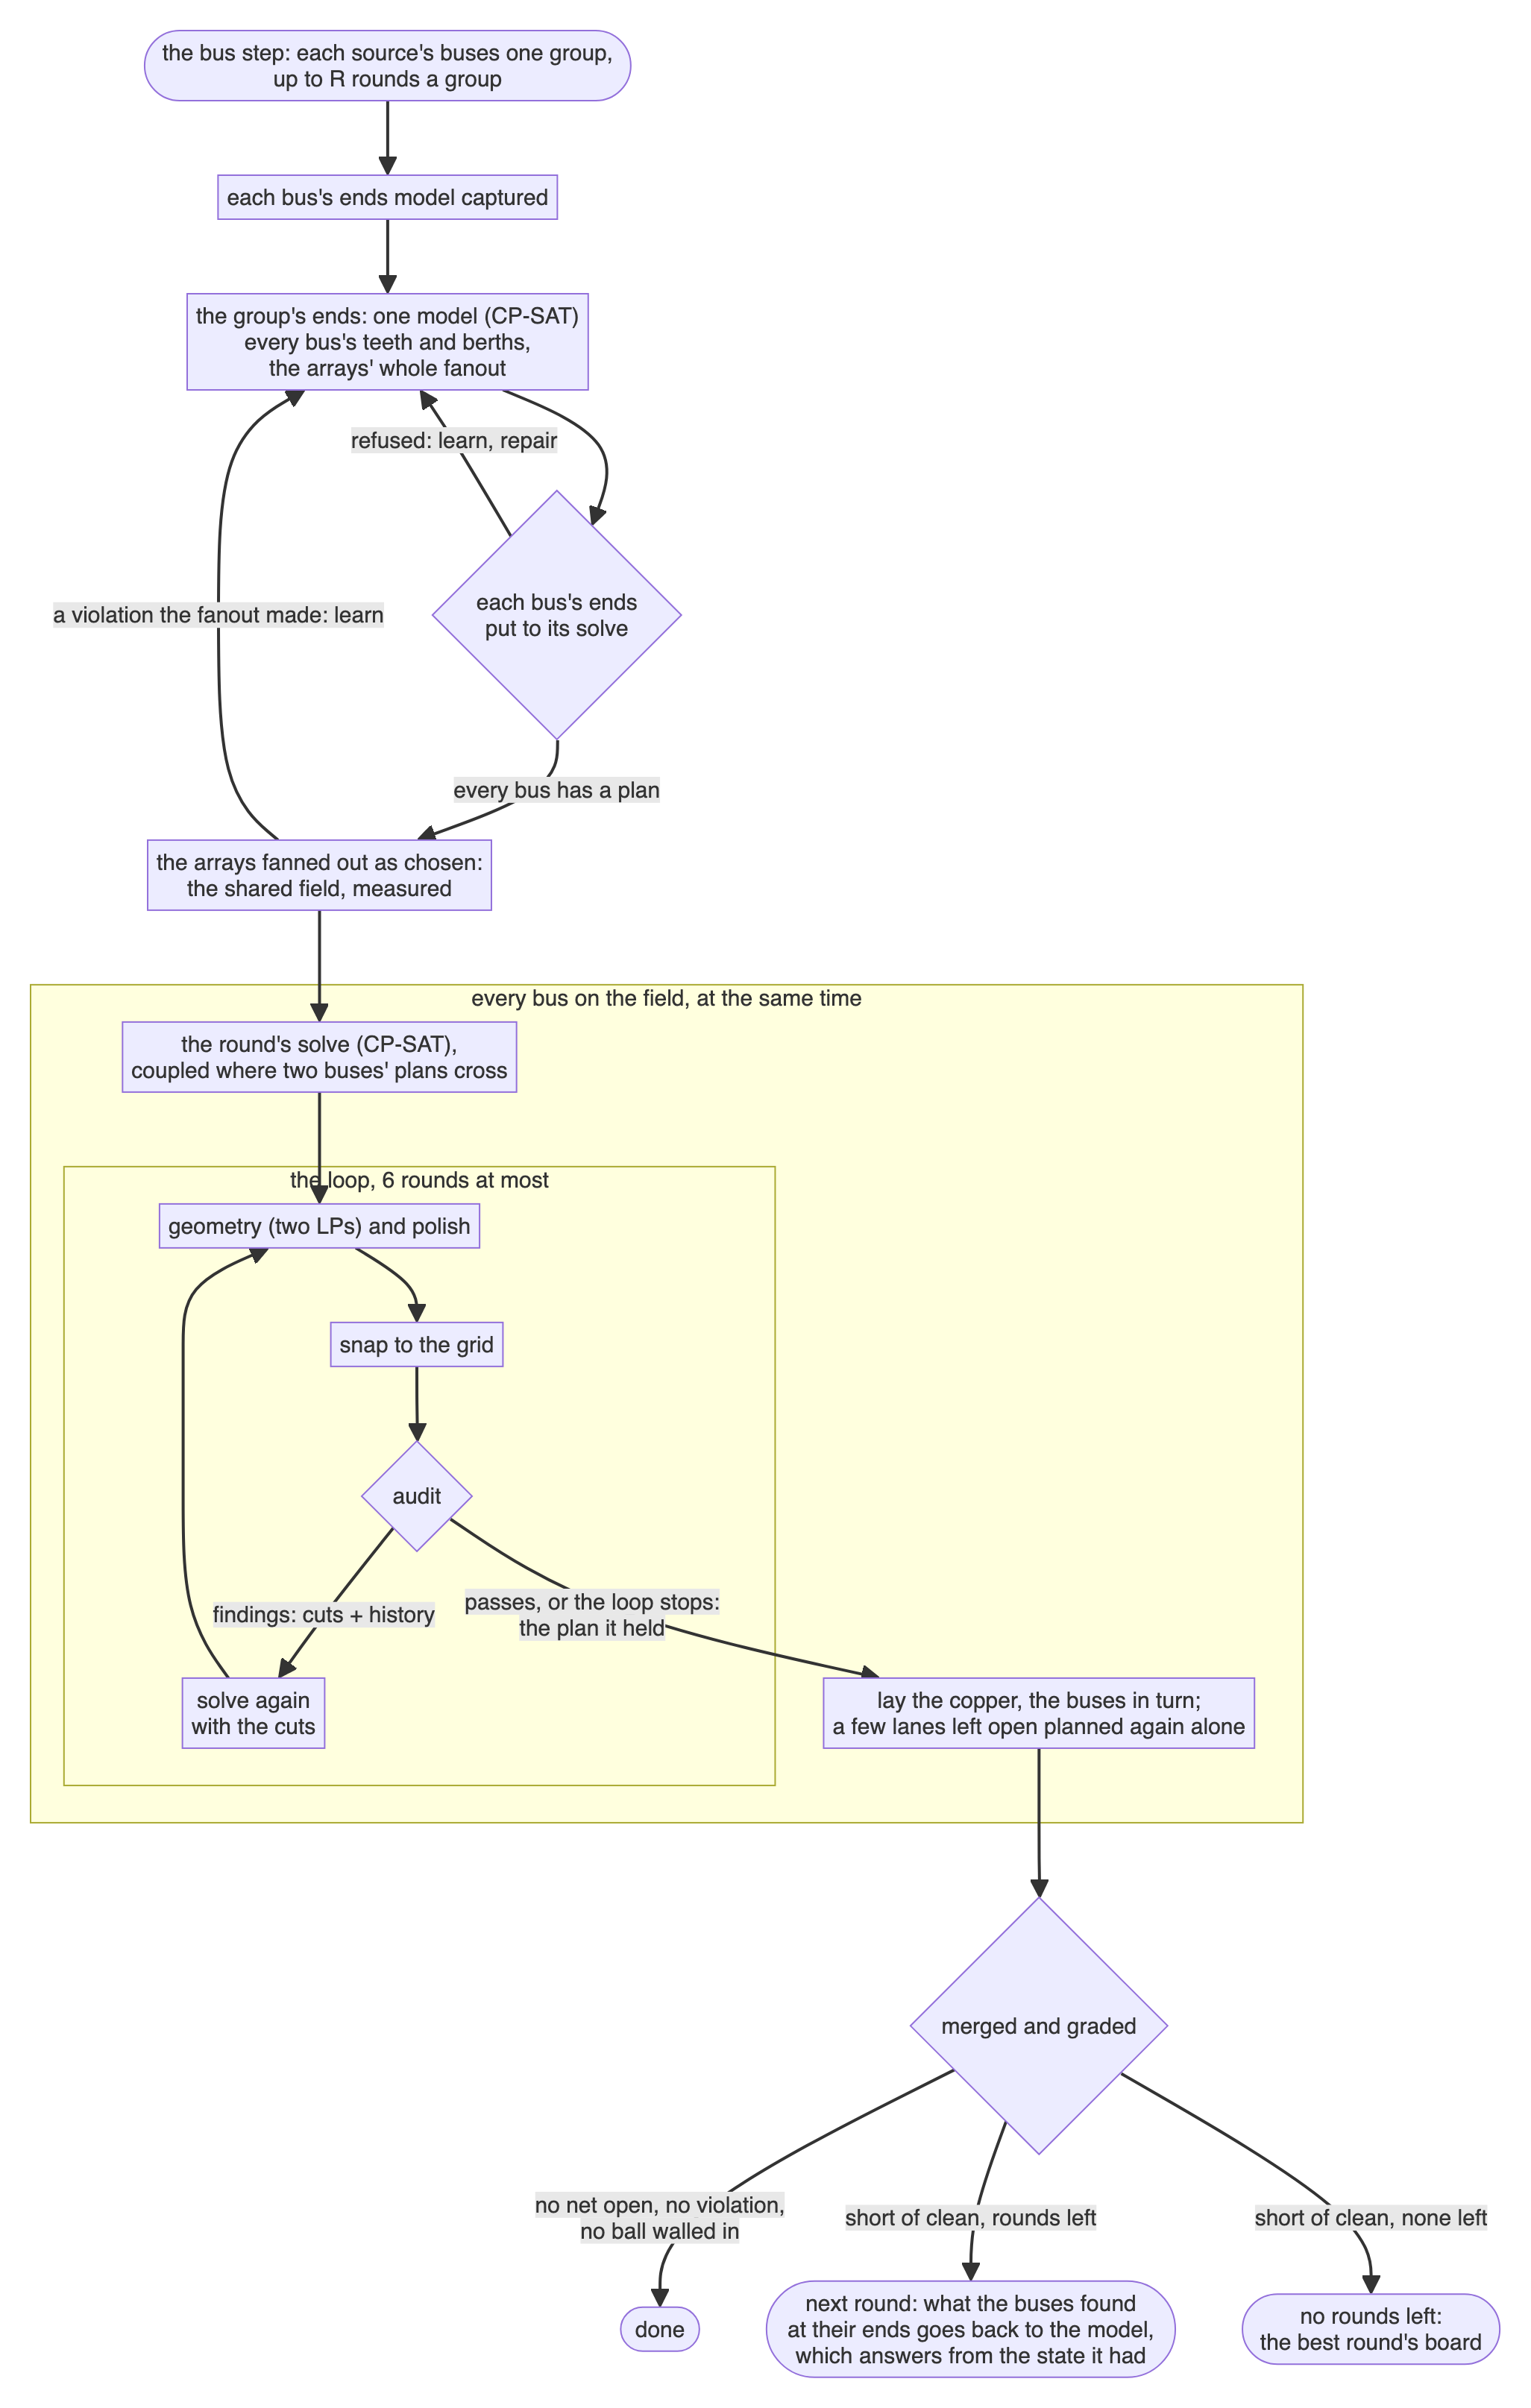 the bus step: each source's buses one group,
up to R rounds a group
each bus's ends model captured
the group's ends: one model (CP-SAT)
every bus's teeth and berths,
the arrays' whole fanout
refused: learn, repair
each bus's ends
put to its solve
a violation the fanout made: learn
every bus has a plan
the arrays fanned out as chosen:
the shared field, measured
every bus on the field, at the same time
the round's solve (CP-SAT),
coupled where two buses' plans cross
the loop, 6 rounds at most
geometry (two LPs) and polish
snap to the grid
audit
findings: cuts + history
passes, or the loop stops:
the plan it held
solve again
with the cuts
lay the copper, the buses in turn;
a few lanes left open planned again alone
merged and graded
no net open, no violation,
no ball walled in
short of clean, rounds left
short of clean, none left
done
next round: what the buses found
at their ends goes back to the model,
which answers from the state it had
no rounds left:
the best round's board